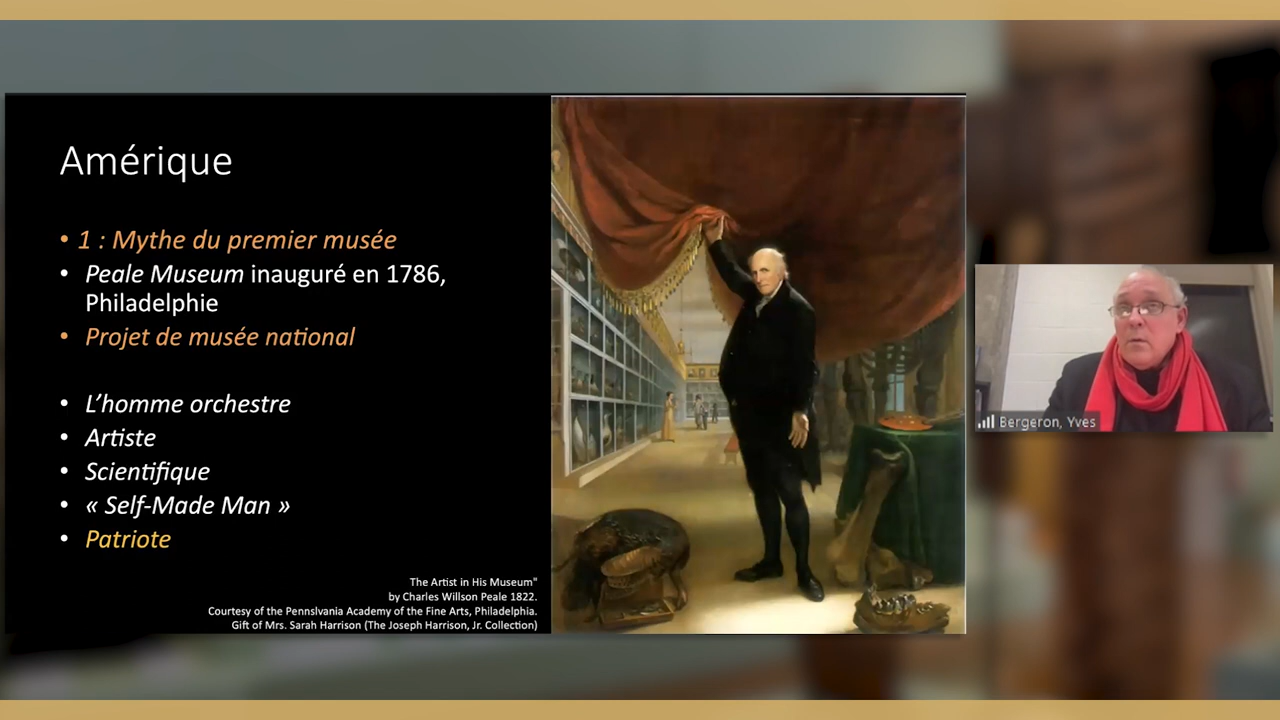 Amérique
• 1 : Mythe du premier musée
• Peale Museum inauguré en 1786,
Philadelphie
• Projet de musée national
• L’homme orchestre
• Artiste
• Scientifique
• « Self-Made Man »
• Patriote
The Artist in His Museum"
by Charles Willson Peale 1822.
Courtesy of the Pennslvania Academy of the Fine Arts, Philadelphia.
Gift of Mrs. Sarah Harrison (The Joseph Harrison, Jr. Collection)
Bergeron, Yves